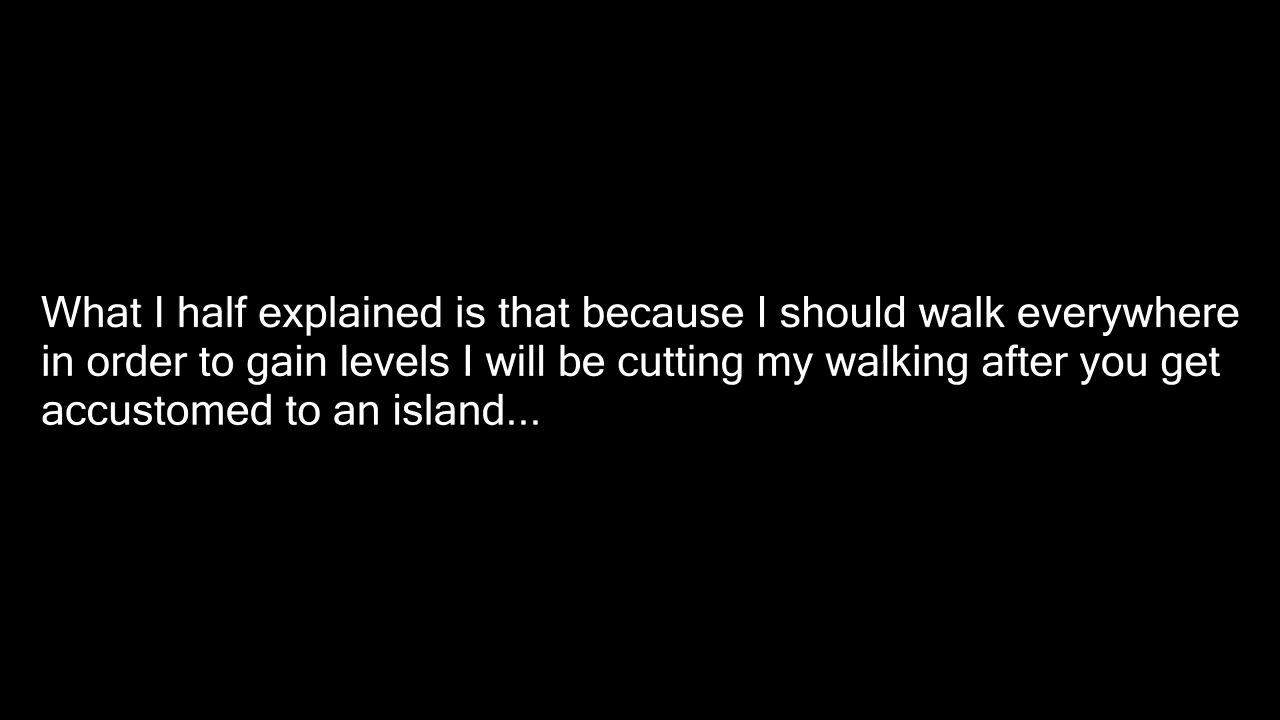 What I half explained is that because I should walk everywhere
in order to gain levels I will be cutting my walking after you get
accustomed to an island...